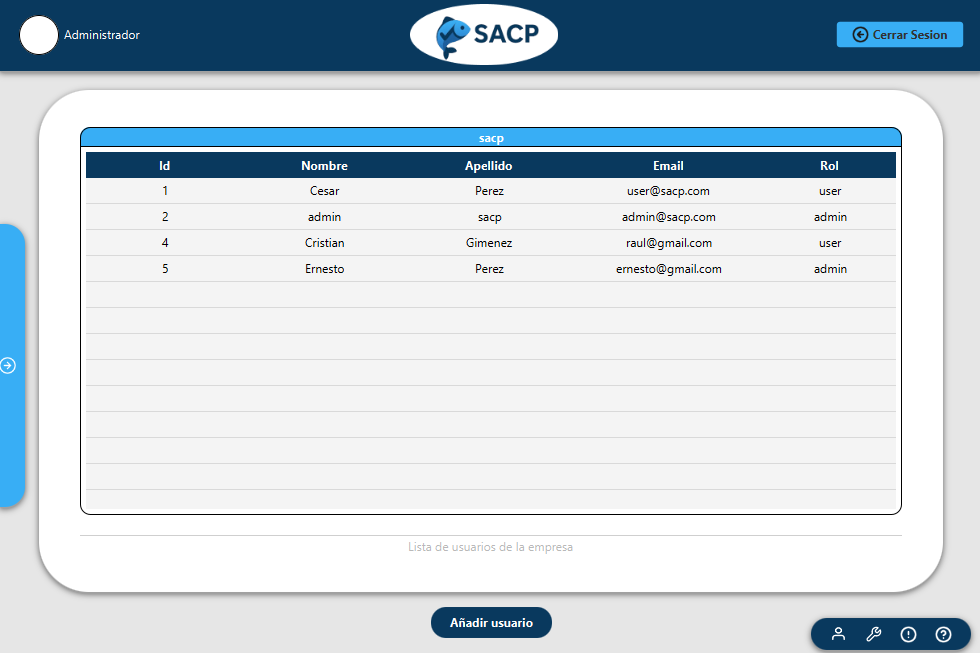 Administrador
SACP
Cerrar Sesion
sacp
Id Nombre Apellido Email Rol
1 Cesar Perez user@sacp.com user
2 admin sacp admin@sacp.com admin
4 Cristian Gimenez raul@gmail.com user
5 Ernesto Perez ernesto@gmail.com admin
Lista de usuarios de la empresa
Añadir usuario